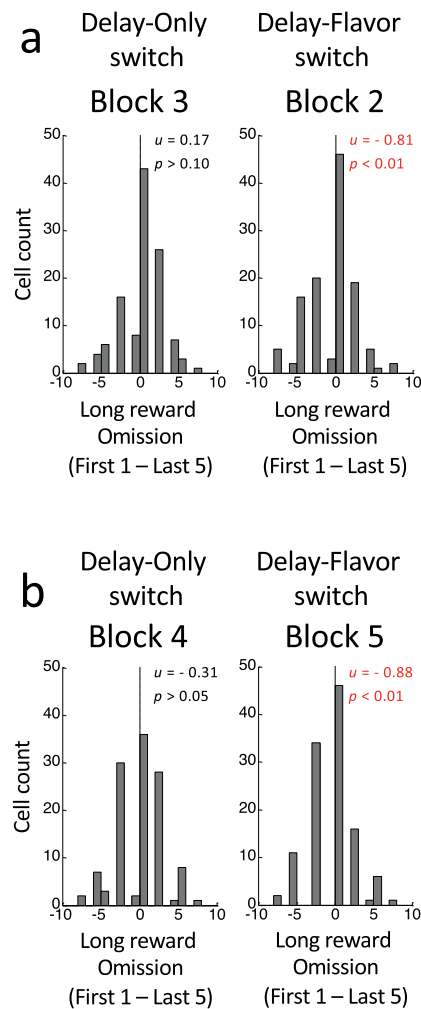 a
Delay-Only
switch
Block 3
Delay-Flavor
switch
Block 2
u = 0.17
p > 0.10
u = - 0.81
p < 0.01
Cell count
50
40
30
20
10
0
-10
-5
0
5
10
-10
-5
0
5
10
Long reward
Omission
(First 1 – Last 5)
Long reward
Omission
(First 1 – Last 5)
b
Delay-Only
switch
Block 4
Delay-Flavor
switch
Block 5
u = - 0.31
p > 0.05
u = - 0.88
p < 0.01
Cell count
50
40
30
20
10
0
-10
-5
0
5
10
-10
-5
0
5
10
Long reward
Omission
(First 1 – Last 5)
Long reward
Omission
(First 1 – Last 5)